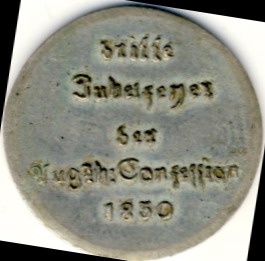 dritte
Jubelfeyer
der
Augsb: Confession
1830